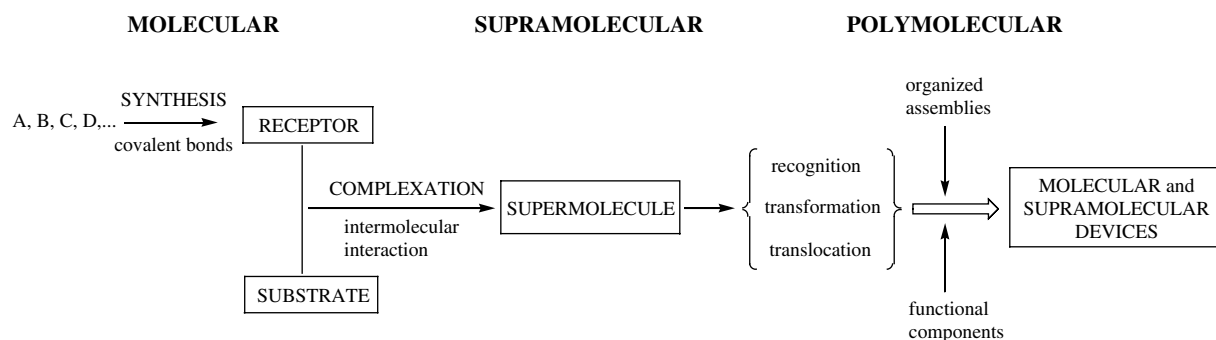 MOLECULAR
SUPRAMOLECULAR
POLYMOLECULAR
A, B, C, D,...
SYNTHESIS
covalent bonds
RECEPTOR
SUBSTRATE
COMPLEXATION
intermolecular
interaction
SUPERMOLECULE
recognition
transformation
translocation
organized
assemblies
functional
components
MOLECULAR and
SUPRAMOLECULAR
DEVICES